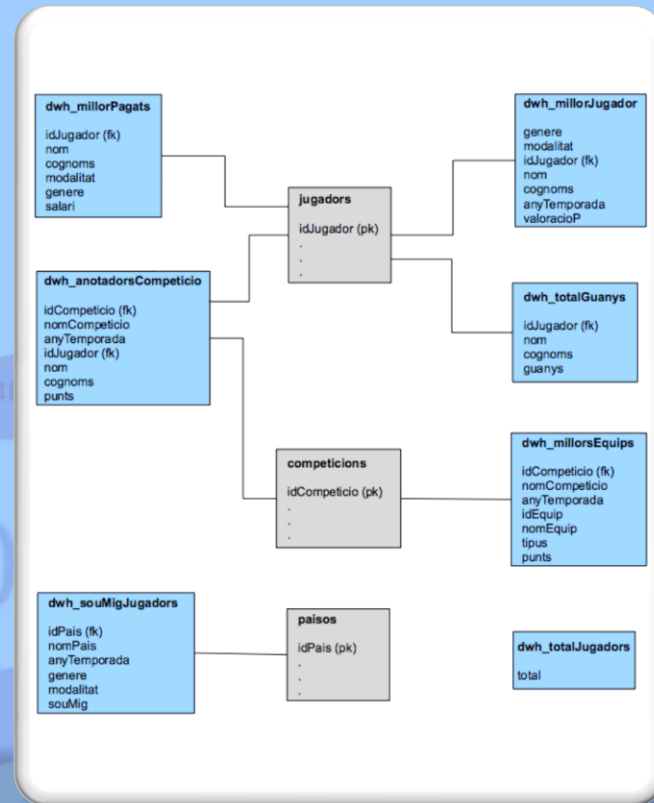 dwh_millorPagats
idJugador (fk)
nom
cognoms
modalitat
genere
salari
dwh_millorJugador
genere
modalitat
idJugador (fk)
nom
cognoms
anyTemporada
valoracioP
jugadors
idJugador (pk)
.
.
.
dwh_anotadorsCompeticio
idCompeticio (fk)
nomCompeticio
anyTemporada
idJugador (fk)
nom
cognoms
punts
dwh_totalGuanys
idJugador (fk)
nom
cognoms
guanys
competicions
idCompeticio (pk)
.
.
.
dwh_millorsEquips
idCompeticio (fk)
nomCompeticio
anyTemporada
idEquip
nomEquip
tipus
punts
dwh_souMigJugadors
idPais (fk)
nomPais
anyTemporada
genere
modalitat
souMig
paisos
idPais (pk)
.
.
.
dwh_totalJugadors
total